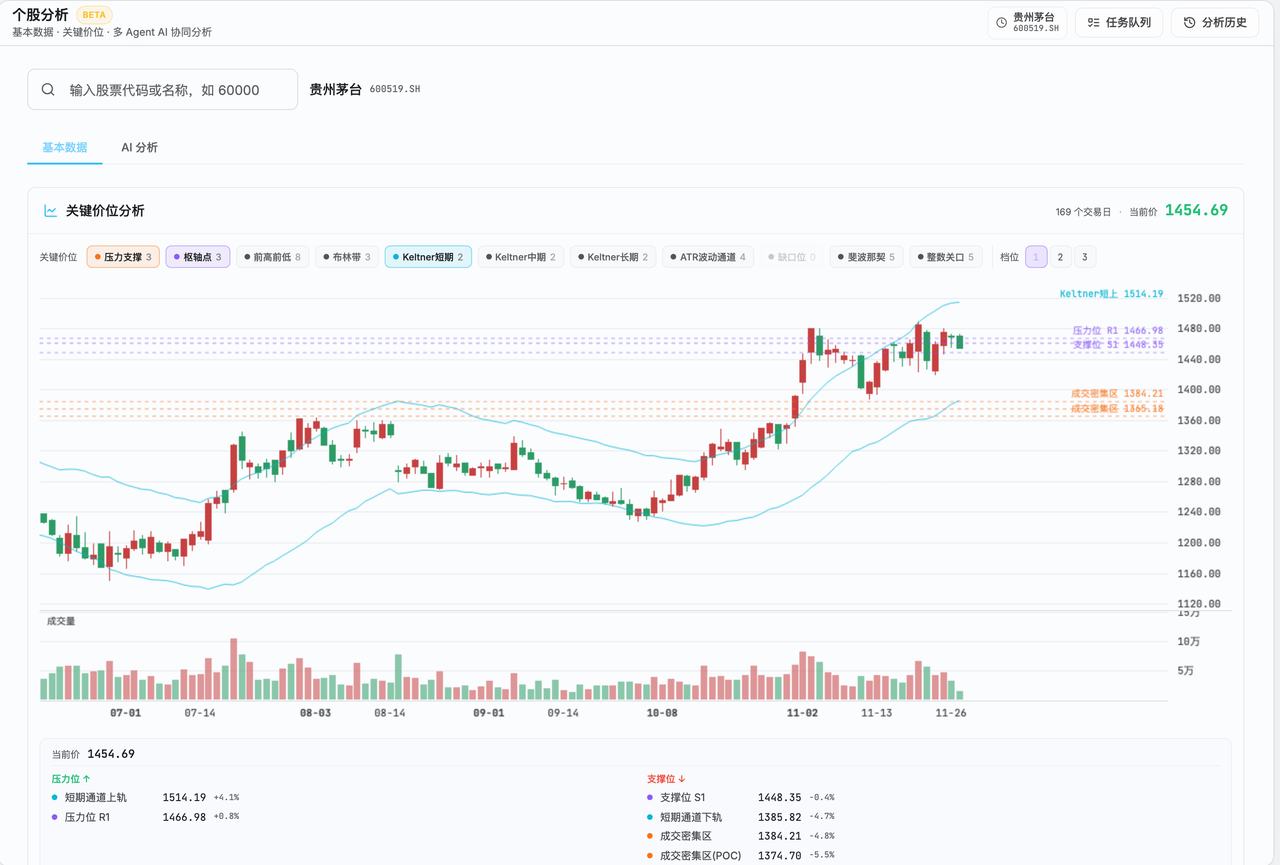 个股分析 BETA
基本数据 · 关键价位 · 多 Agent AI 协同分析
贵州茅台
600519.SH
任务队列
分析历史
输入股票代码或名称，如 60000
贵州茅台 600519.SH
基本数据
AI 分析
关键价位分析
169 个交易日 · 当前价 1454.69
关键价位 压力支撑 3 枢轴点 3 前高前低 8 布林带 3 Keltner短期 2 Keltner中期 2 Keltner长期 2 ATR波动通道 4 缺口位 0 斐波那契 5 整数关口 5 档位 1 2 3
Keltner短上 1514.19
1520.00
压力位 R1 1466.98
1480.00
支撑位 S1 1448.35
1440.00
成交密集区 1384.21
1400.00
成交密集区 1365.18
1360.00
1320.00
1280.00
1240.00
1200.00
1160.00
1120.00
15万
成交量
10万
5万
07-01 07-14 08-03 08-14 09-01 09-14 10-08 11-02 11-13 11-26
当前价 1454.69
压力位 ↑
短期通道上轨 1514.19 +4.1%
压力位 R1 1466.98 +0.8%
支撑位 ↓
支撑位 S1 1448.35 -0.4%
短期通道下轨 1385.82 -4.7%
成交密集区 1384.21 -4.8%
成交密集区(POC) 1374.70 -5.5%